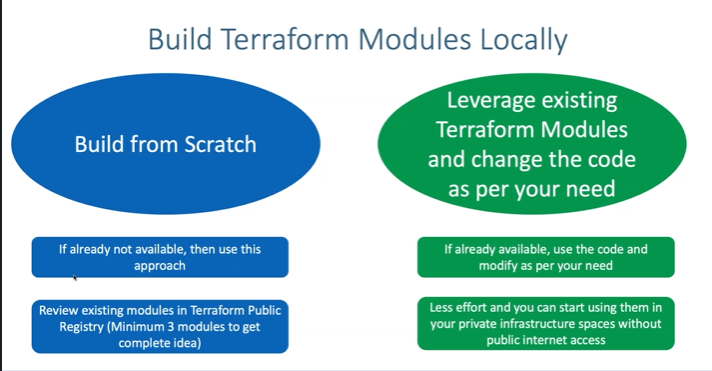 Build Terraform Modules Locally
Build from Scratch
If already not available, then use this
approach
Review existing modules in Terraform Public
Registry (Minimum 3 modules to get
complete idea)
Leverage existing
Terraform Modules
and change the code
as per your need
If already available, use the code and
modify as per your need
Less effort and you can start using them in
your private infrastructure spaces without
public internet access